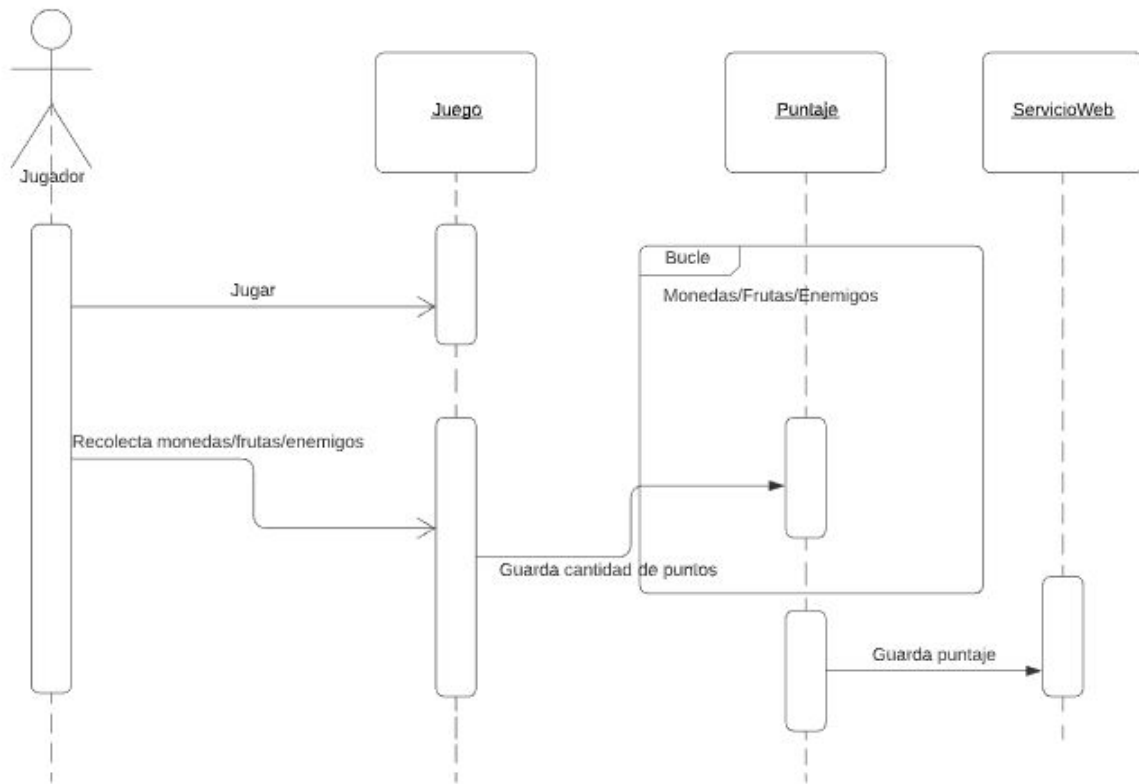 Jugador
Juego
Puntaje
ServicioWeb
Bucle
Monedas/Frutas/Enemigos
Jugar
Recolecta monedas/frutas/enemigos
Guarda cantidad de puntos
Guarda puntaje